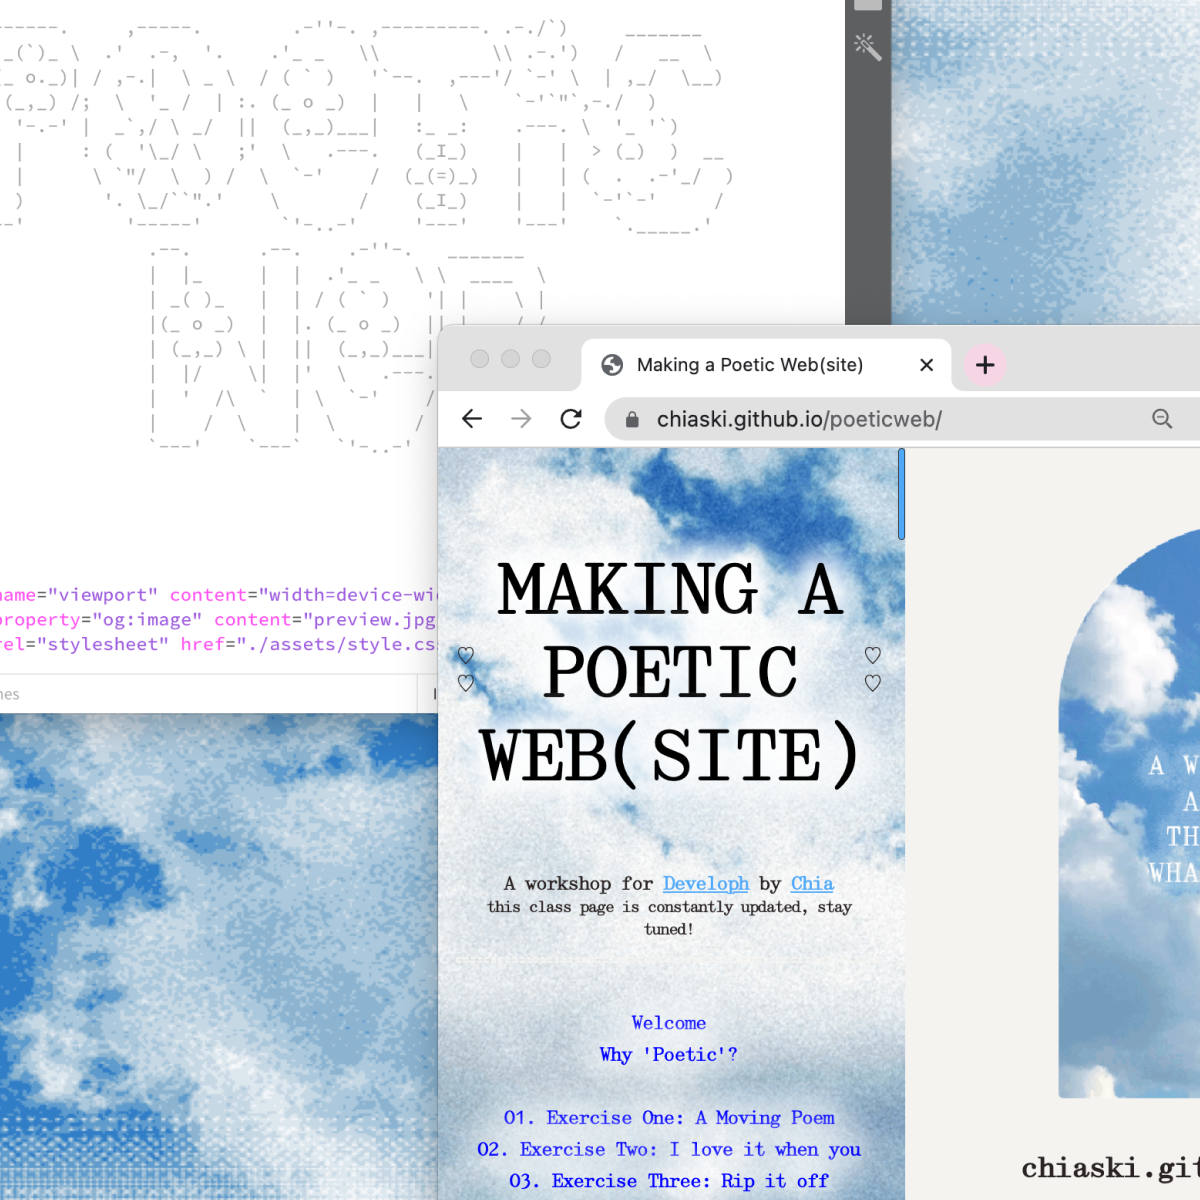 name="viewport" content="width=device-wi
property="og:image" content="preview.jpg
rel="stylesheet" href="./assets/style.cs
Making a Poetic Web(site)
chiaski.github.io/poeticweb/
MAKING A
POETIC
WEB(SITE)
A workshop for Developh by Chia
this class page is constantly updated, stay
tuned!
Welcome
Why 'Poetic'?
01. Exercise One: A Moving Poem
02. Exercise Two: I love it when you
03. Exercise Three: Rip it off
A W
A
TH
WHA
chiaski.git